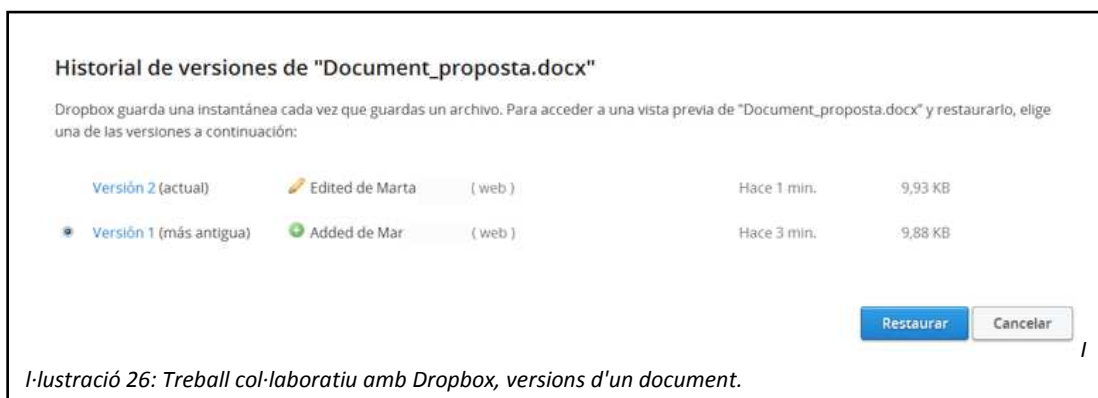 Historial de versiones de "Document_proposta.docx"
Dropbox guarda una instantánea cada vez que guardas un archivo. Para acceder a una vista previa de "Document_proposta.docx" y restaurarlo, elige
una de las versiones a continuación:
Versión 2 (actual) Edited de Marta ( web ) Hace 1 min. 9,93 KB
Versión 1 (más antigua) Added de Mar ( web ) Hace 3 min. 9,88 KB
Restaurar Cancelar
I
l·lustració 26: Treball col·laboratiu amb Dropbox, versions d'un document.